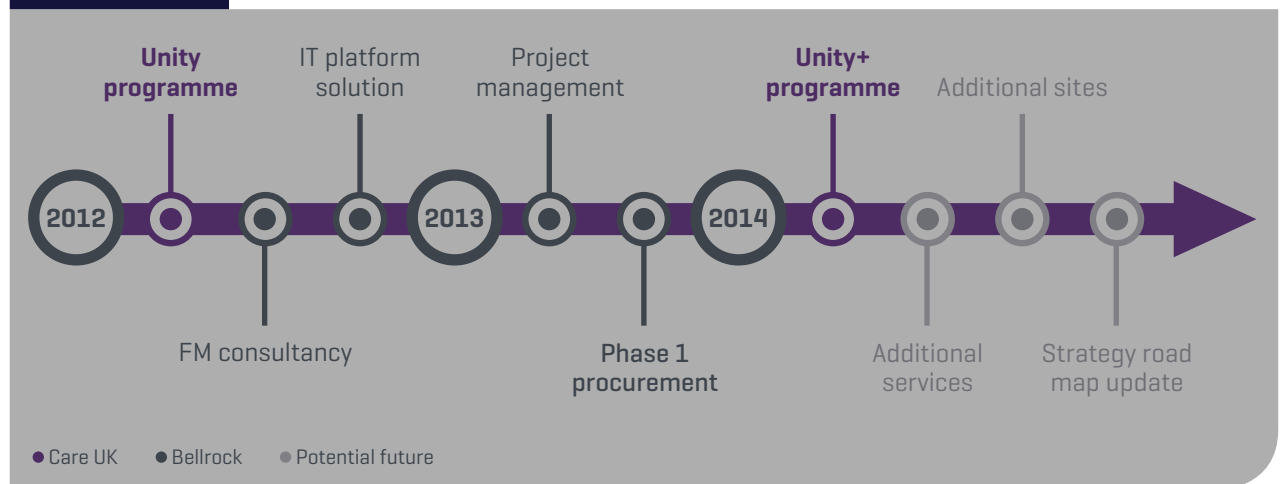 Unity
programme
IT platform
solution
Project
management
Unity+
programme
Additional sites
2012
2013
2014
FM consultancy
Phase 1
procurement
Additional
services
Strategy road
map update
Care UK
Bellrock
Potential future